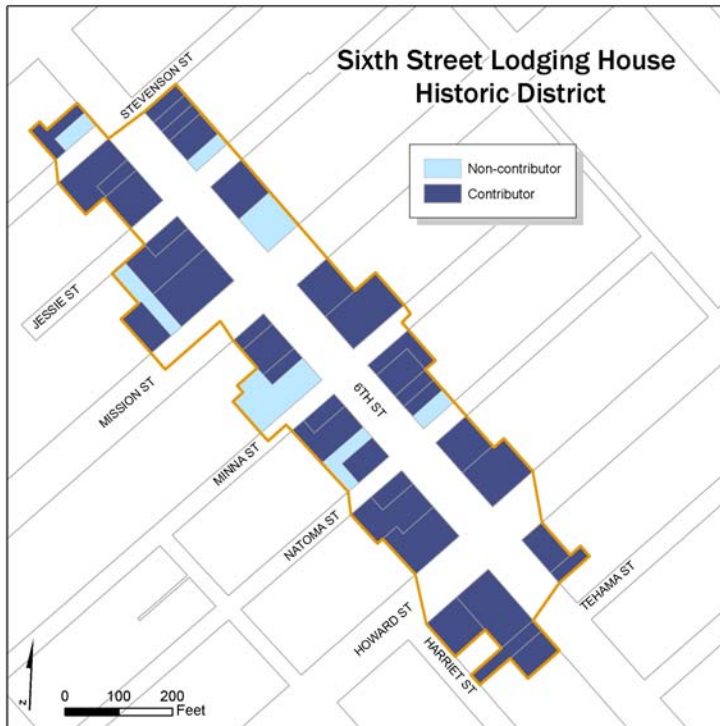 Sixth Street Lodging House
Historic District
STEVENSON ST
Non-contributor
Contributor
JESSIE ST
MISSION ST
6TH ST
MINNA ST
NATOMA ST
TEHAMA ST
HOWARD ST
HARRIET ST
z
0 100 200
Feet